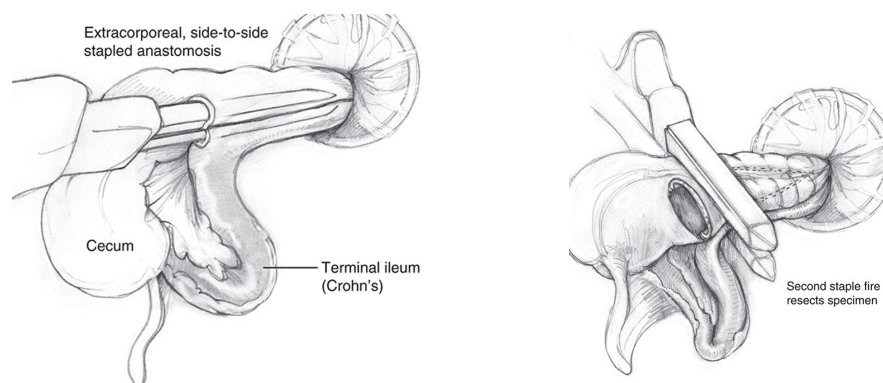 Extracorporeal, side-to-side
stapled anastomosis
Cecum
Terminal ileum
(Crohn's)
Second staple fire
resects specimen